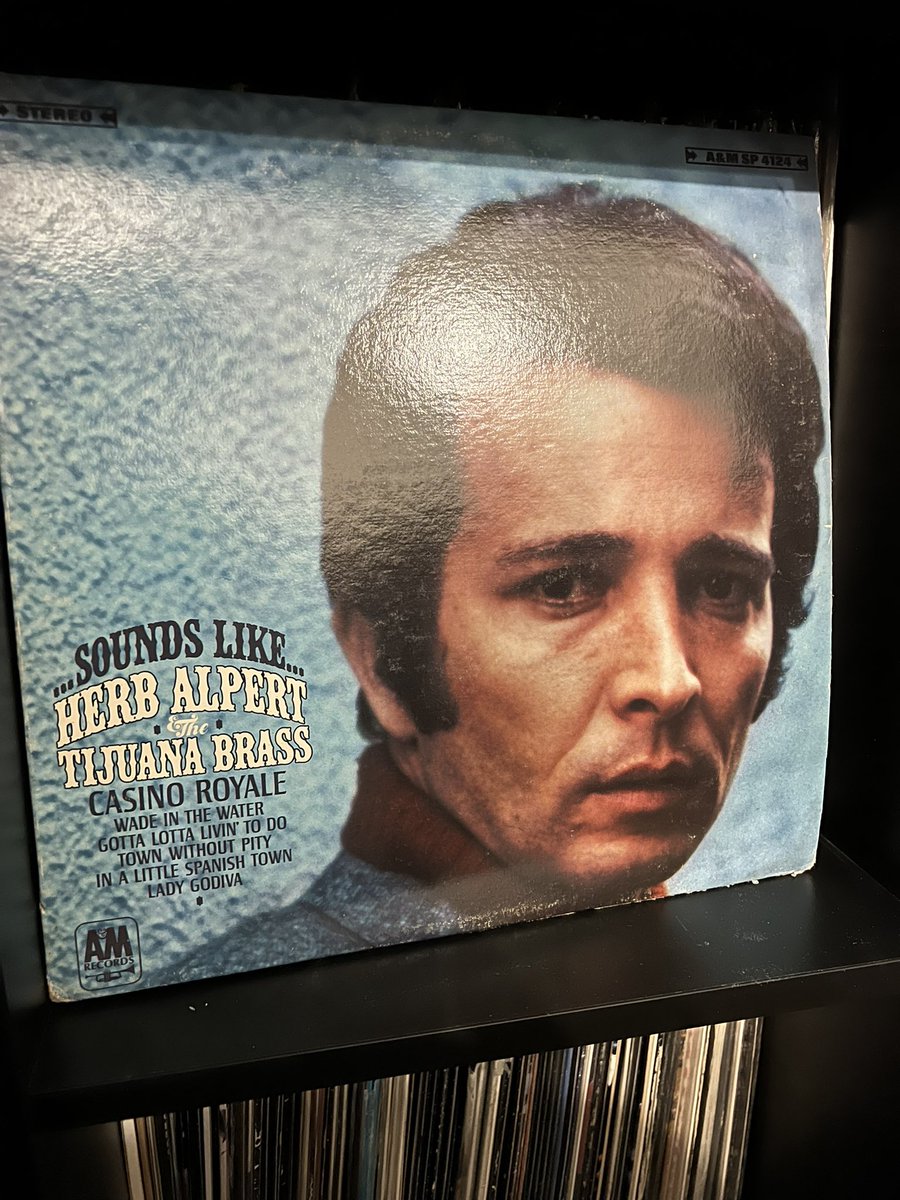 STEREO
A&M SP 4124
...SOUNDS LIKE...
HERB ALPERT
& The
TIJUANA BRASS
CASINO ROYALE
WADE IN THE WATER
GOTTA LOTTA LIVIN' TO DO
TOWN WITHOUT PITY
IN A LITTLE SPANISH TOWN
LADY GODIVA
A&M
RECORDS